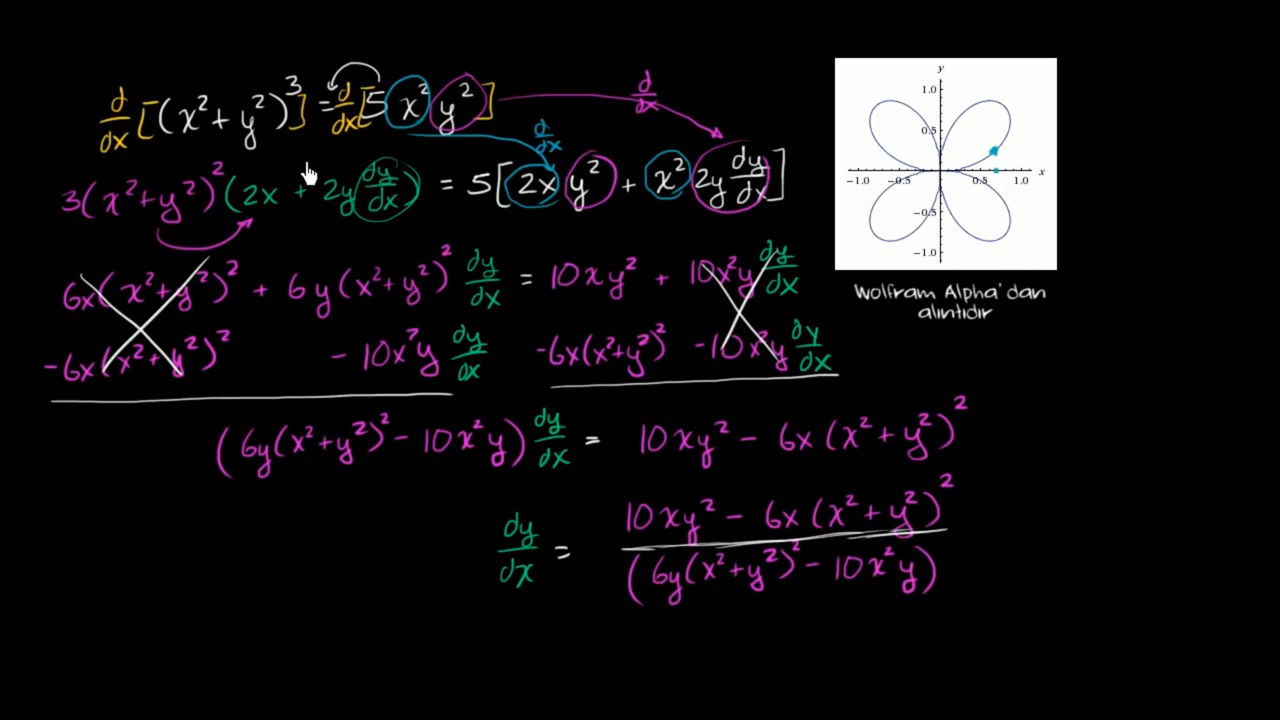 d/dx [(x² + y²)³] = d/dx [5 x² y²]
d/dx
d/dx
3(x² + y²)² (2x + 2y dy/dx) = 5[2x y² + x² 2y dy/dx]
6x(x² + y²)² + 6y(x² + y²)² dy/dx = 10xy² + 10x²y dy/dx
-6x(x² + y²)² - 10x²y dy/dx -6x(x² + y²)² - 10x²y dy/dx
(6y(x² + y²)² - 10x²y) dy/dx = 10xy² - 6x(x² + y²)²
dy/dx = 10xy² - 6x(x² + y²)² / (6y(x² + y²)² - 10x²y)
y
1.0
0.5
-1.0 -0.5 0.5 1.0 x
-0.5
-1.0
Wolfram Alpha'dan
alıntıdır